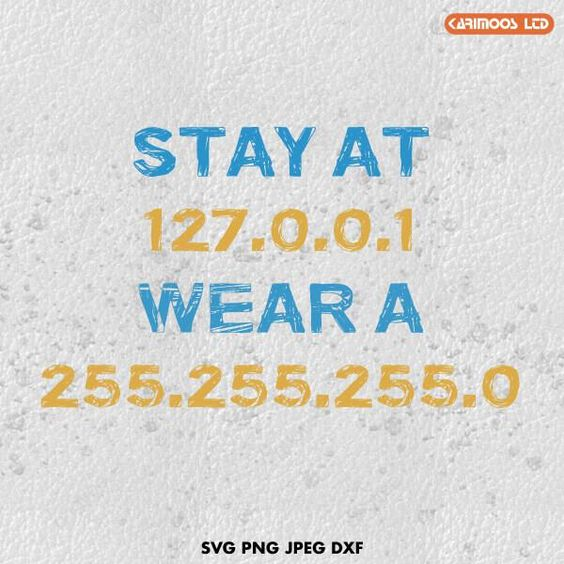 KARIMOOS LTD
STAY AT
127.0.0.1
WEAR A
255.255.255.0
SVG PNG JPEG DXF